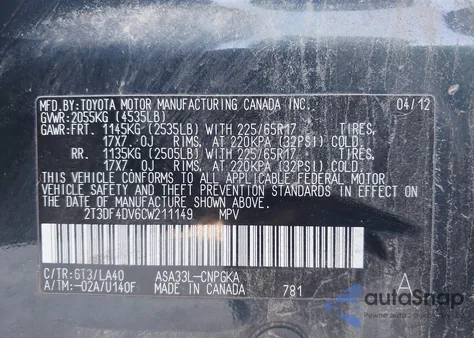 MFD. BY: TOYOTA MOTOR MANUFACTURING CANADA INC. 04/12
GVWR: 2055KG (4535LB)
GAWR: FRT. 1145KG (2535LB) WITH 225/65R17 TIRES,
17X7.0J RIMS, AT 220KPA (32PSI) COLD.
RR. 1135KG (2505LB) WITH 225/65R17 TIRES,
17X7.0J RIMS, AT 220KPA (32PSI) COLD.
THIS VEHICLE CONFORMS TO ALL APPLICABLE FEDERAL MOTOR
VEHICLE SAFETY AND THEFT PREVENTION STANDARDS IN EFFECT
ON THE DATE OF MANUFACTURE SHOWN ABOVE.
2T3DF4DV6CW211149 MPV
C/TR: GT3/LA40 ASA33L-CNPGKA A
A/TM: -02A/U140F MADE IN CANADA 781
autoSnap